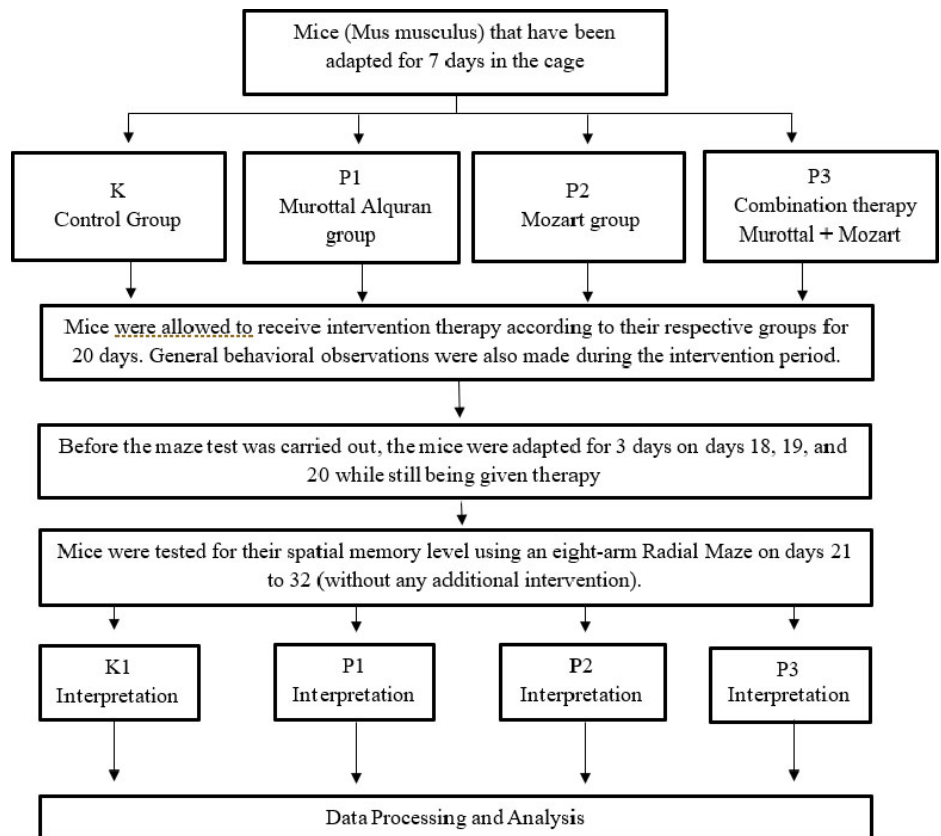 Mice (Mus musculus) that have been
adapted for 7 days in the cage
K
Control Group
P1
Murottal Alquran
group
P2
Mozart group
P3
Combination therapy
Murottal + Mozart
Mice were allowed to receive intervention therapy according to their respective groups for
20 days. General behavioral observations were also made during the intervention period.
Before the maze test was carried out, the mice were adapted for 3 days on days 18, 19, and
20 while still being given therapy
Mice were tested for their spatial memory level using an eight-arm Radial Maze on days 21
to 32 (without any additional intervention).
K1
Interpretation
P1
Interpretation
P2
Interpretation
P3
Interpretation
Data Processing and Analysis